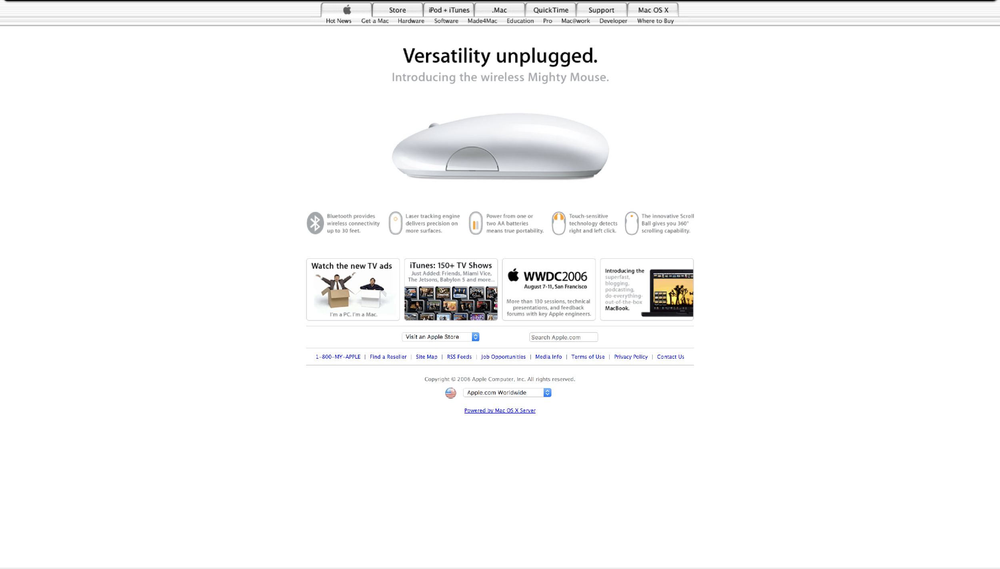 Store iPod + iTunes .Mac QuickTime Support Mac OS X
Hot News Get a Mac Hardware Software Made4Mac Education Pro Mac@work Developer Where to Buy
Versatility unplugged.
Introducing the wireless Mighty Mouse.
Bluetooth provides
wireless connectivity
up to 30 feet.
Laser tracking engine
delivers precision on
more surfaces.
Power from one or
two AA batteries
means true portability.
Touch-sensitive
technology detects
right and left click.
The innovative Scroll
Ball gives you 360°
scrolling capability.
Watch the new TV ads
I'm a PC. I'm a Mac.
iTunes: 150+ TV Shows
Just Added: Friends, Miami Vice,
The Jetsons, Babylon 5 and more...
WWDC2006
August 7-11, San Francisco
More than 130 sessions, technical
presentations, and feedback
forums with key Apple engineers.
Introducing the
superfast,
blogging,
podcasting,
do-everything-
out-of-the-box
MacBook.
Visit an Apple Store
Search Apple.com
1-800-MY-APPLE | Find a Reseller | Site Map | RSS Feeds | Job Opportunities | Media Info | Terms of Use | Privacy Policy | Contact Us
Copyright © 2006 Apple Computer, Inc. All rights reserved.
Apple.com Worldwide
Powered by Mac OS X Server